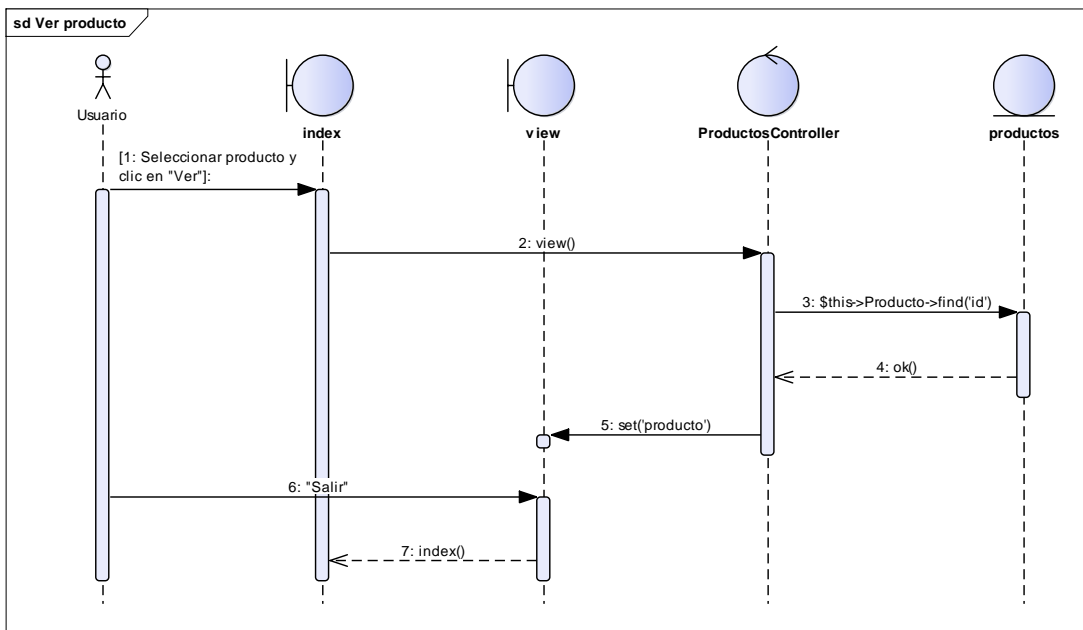 sd Ver producto
Usuario
index
view
ProductosController
productos
[1: Seleccionar producto y
clic en "Ver"]:
2: view()
3: $this->Producto->find('id')
4: ok()
5: set('producto')
6: "Salir"
7: index()